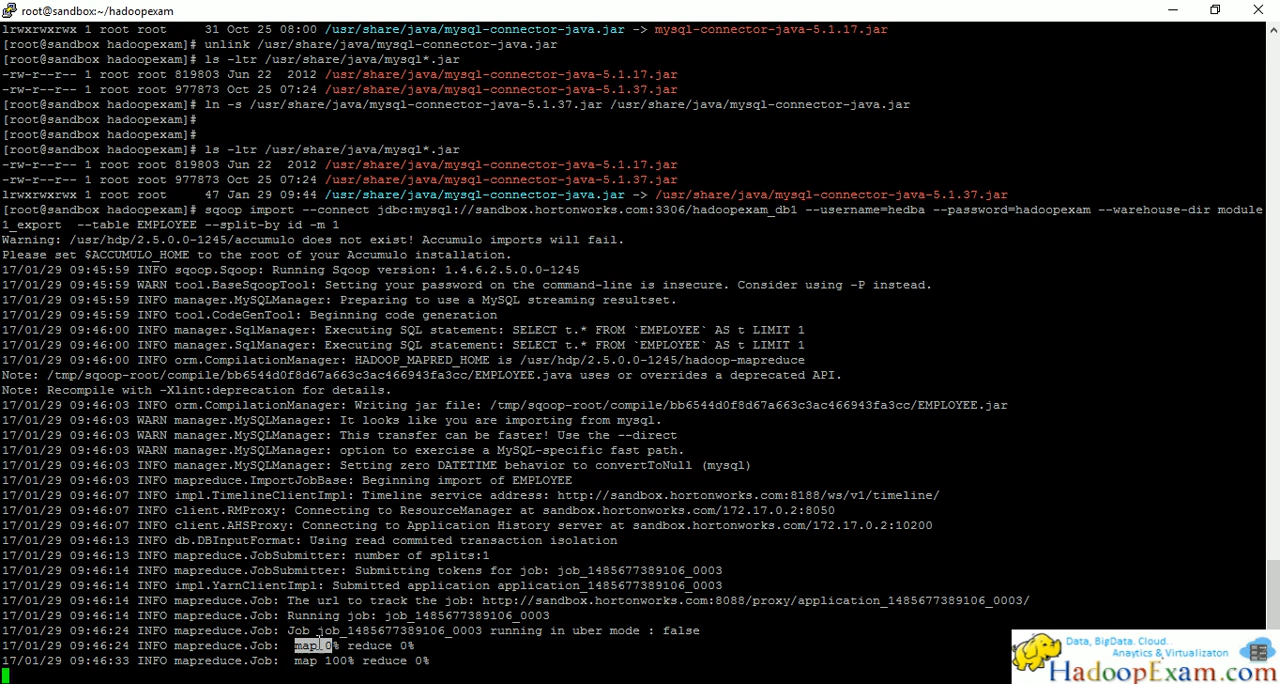 root@sandbox:~/hadoopexam
lrwxrwxrwx 1 root root     31 Oct 25 08:00 /usr/share/java/mysql-connector-java.jar -> mysql-connector-java-5.1.17.jar
[root@sandbox hadoopexam]# unlink /usr/share/java/mysql-connector-java.jar
[root@sandbox hadoopexam]# ls -ltr /usr/share/java/mysql*.jar
-rw-r--r-- 1 root root 819803 Jun 22  2012 /usr/share/java/mysql-connector-java-5.1.17.jar
-rw-r--r-- 1 root root 977873 Oct 25 07:24 /usr/share/java/mysql-connector-java-5.1.37.jar
[root@sandbox hadoopexam]# ln -s /usr/share/java/mysql-connector-java-5.1.37.jar /usr/share/java/mysql-connector-java.jar
[root@sandbox hadoopexam]#
[root@sandbox hadoopexam]#
[root@sandbox hadoopexam]# ls -ltr /usr/share/java/mysql*.jar
-rw-r--r-- 1 root root 819803 Jun 22  2012 /usr/share/java/mysql-connector-java-5.1.17.jar
-rw-r--r-- 1 root root 977873 Oct 25 07:24 /usr/share/java/mysql-connector-java-5.1.37.jar
lrwxrwxrwx 1 root root     47 Jan 29 09:44 /usr/share/java/mysql-connector-java.jar -> /usr/share/java/mysql-connector-java-5.1.37.jar
[root@sandbox hadoopexam]# sqoop import --connect jdbc:mysql://sandbox.hortonworks.com:3306/hadoopexam_db1 --username=hedba --password=hadoopexam --warehouse-dir module
1_export  --table EMPLOYEE --split-by id -m 1
Warning: /usr/hdp/2.5.0.0-1245/accumulo does not exist! Accumulo imports will fail.
Please set $ACCUMULO_HOME to the root of your Accumulo installation.
17/01/29 09:45:59 INFO sqoop.Sqoop: Running Sqoop version: 1.4.6.2.5.0.0-1245
17/01/29 09:45:59 WARN tool.BaseSqoopTool: Setting your password on the command-line is insecure. Consider using -P instead.
17/01/29 09:45:59 INFO manager.MySQLManager: Preparing to use a MySQL streaming resultset.
17/01/29 09:45:59 INFO tool.CodeGenTool: Beginning code generation
17/01/29 09:46:00 INFO manager.SqlManager: Executing SQL statement: SELECT t.* FROM `EMPLOYEE` AS t LIMIT 1
17/01/29 09:46:00 INFO manager.SqlManager: Executing SQL statement: SELECT t.* FROM `EMPLOYEE` AS t LIMIT 1
17/01/29 09:46:00 INFO orm.CompilationManager: HADOOP_MAPRED_HOME is /usr/hdp/2.5.0.0-1245/hadoop-mapreduce
Note: /tmp/sqoop-root/compile/bb6544d0f8d67a663c3ac466943fa3cc/EMPLOYEE.java uses or overrides a deprecated API.
Note: Recompile with -Xlint:deprecation for details.
17/01/29 09:46:03 INFO orm.CompilationManager: Writing jar file: /tmp/sqoop-root/compile/bb6544d0f8d67a663c3ac466943fa3cc/EMPLOYEE.jar
17/01/29 09:46:03 WARN manager.MySQLManager: It looks like you are importing from mysql.
17/01/29 09:46:03 WARN manager.MySQLManager: This transfer can be faster! Use the --direct
17/01/29 09:46:03 WARN manager.MySQLManager: option to exercise a MySQL-specific fast path.
17/01/29 09:46:03 INFO manager.MySQLManager: Setting zero DATETIME behavior to convertToNull (mysql)
17/01/29 09:46:03 INFO mapreduce.ImportJobBase: Beginning import of EMPLOYEE
17/01/29 09:46:07 INFO impl.TimelineClientImpl: Timeline service address: http://sandbox.hortonworks.com:8188/ws/v1/timeline/
17/01/29 09:46:07 INFO client.RMProxy: Connecting to ResourceManager at sandbox.hortonworks.com/172.17.0.2:8050
17/01/29 09:46:07 INFO client.AHSProxy: Connecting to Application History server at sandbox.hortonworks.com/172.17.0.2:10200
17/01/29 09:46:13 INFO db.DBInputFormat: Using read commited transaction isolation
17/01/29 09:46:13 INFO mapreduce.JobSubmitter: number of splits:1
17/01/29 09:46:14 INFO mapreduce.JobSubmitter: Submitting tokens for job: job_1485677389106_0003
17/01/29 09:46:14 INFO impl.YarnClientImpl: Submitted application application_1485677389106_0003
17/01/29 09:46:14 INFO mapreduce.Job: The url to track the job: http://sandbox.hortonworks.com:8088/proxy/application_1485677389106_0003/
17/01/29 09:46:14 INFO mapreduce.Job: Running job: job_1485677389106_0003
17/01/29 09:46:24 INFO mapreduce.Job: Job job_1485677389106_0003 running in uber mode : false
17/01/29 09:46:24 INFO mapreduce.Job:  map 0% reduce 0%
17/01/29 09:46:33 INFO mapreduce.Job:  map 100% reduce 0%
Data, BigData. Cloud.
Anaytics & Virtualizaton
HadoopExam.com